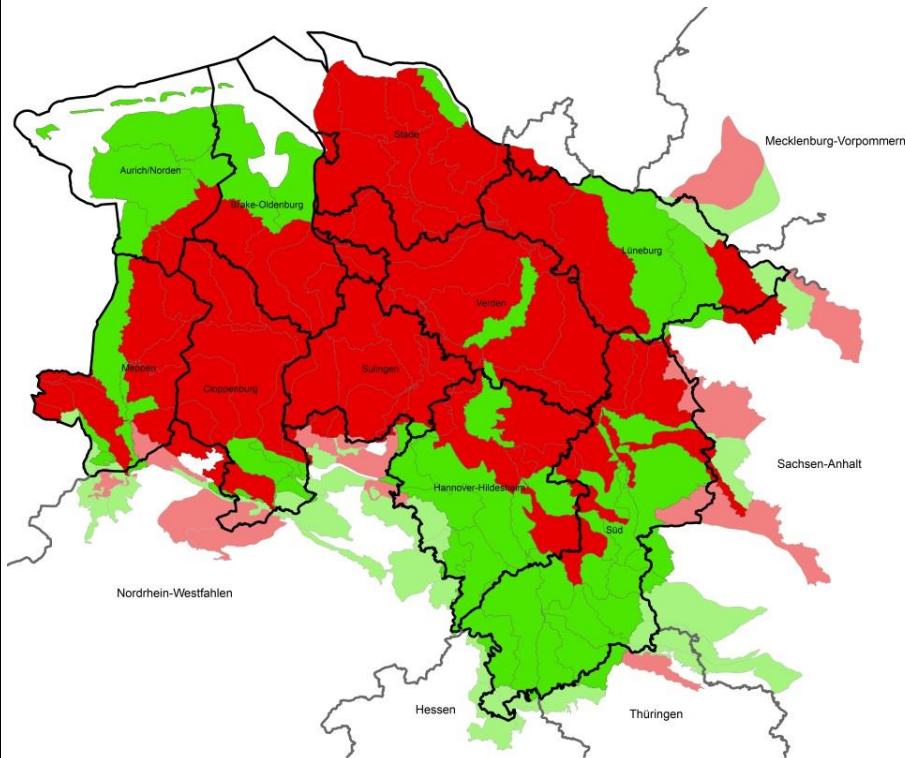 Stade
Mecklenburg-Vorpommern
Aurich/Norden
Brake-Oldenburg
Lüneburg
Verden
Meppen
Cloppenburg
Sulingen
Sachsen-Anhalt
Hannover-Hildesheim
Süd
Nordrhein-Westfahlen
Hessen
Thüringen